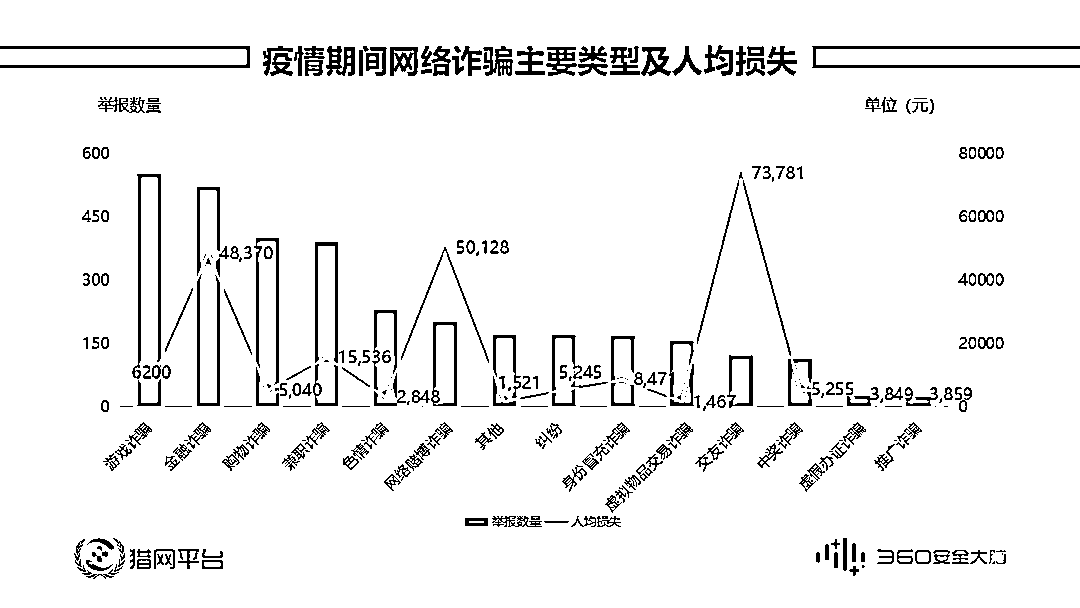 疫情期间网络诈骗主要类型及人均损失
举报数量
单位（元）
600
450
300
150
0
80000
60000
40000
20000
0
6200
48,370
5,040
15,536
2,848
50,128
1,521
5,245
8,471
1,467
73,781
5,255
3,849
3,859
游戏诈骗
金融诈骗
购物诈骗
兼职诈骗
色情诈骗
网络赌博诈骗
其他
纠纷
身份冒充诈骗
虚拟物品交易诈骗
交友诈骗
中奖诈骗
虚假办证诈骗
推广诈骗
举报数量
人均损失
猎网平台
360安全大脑